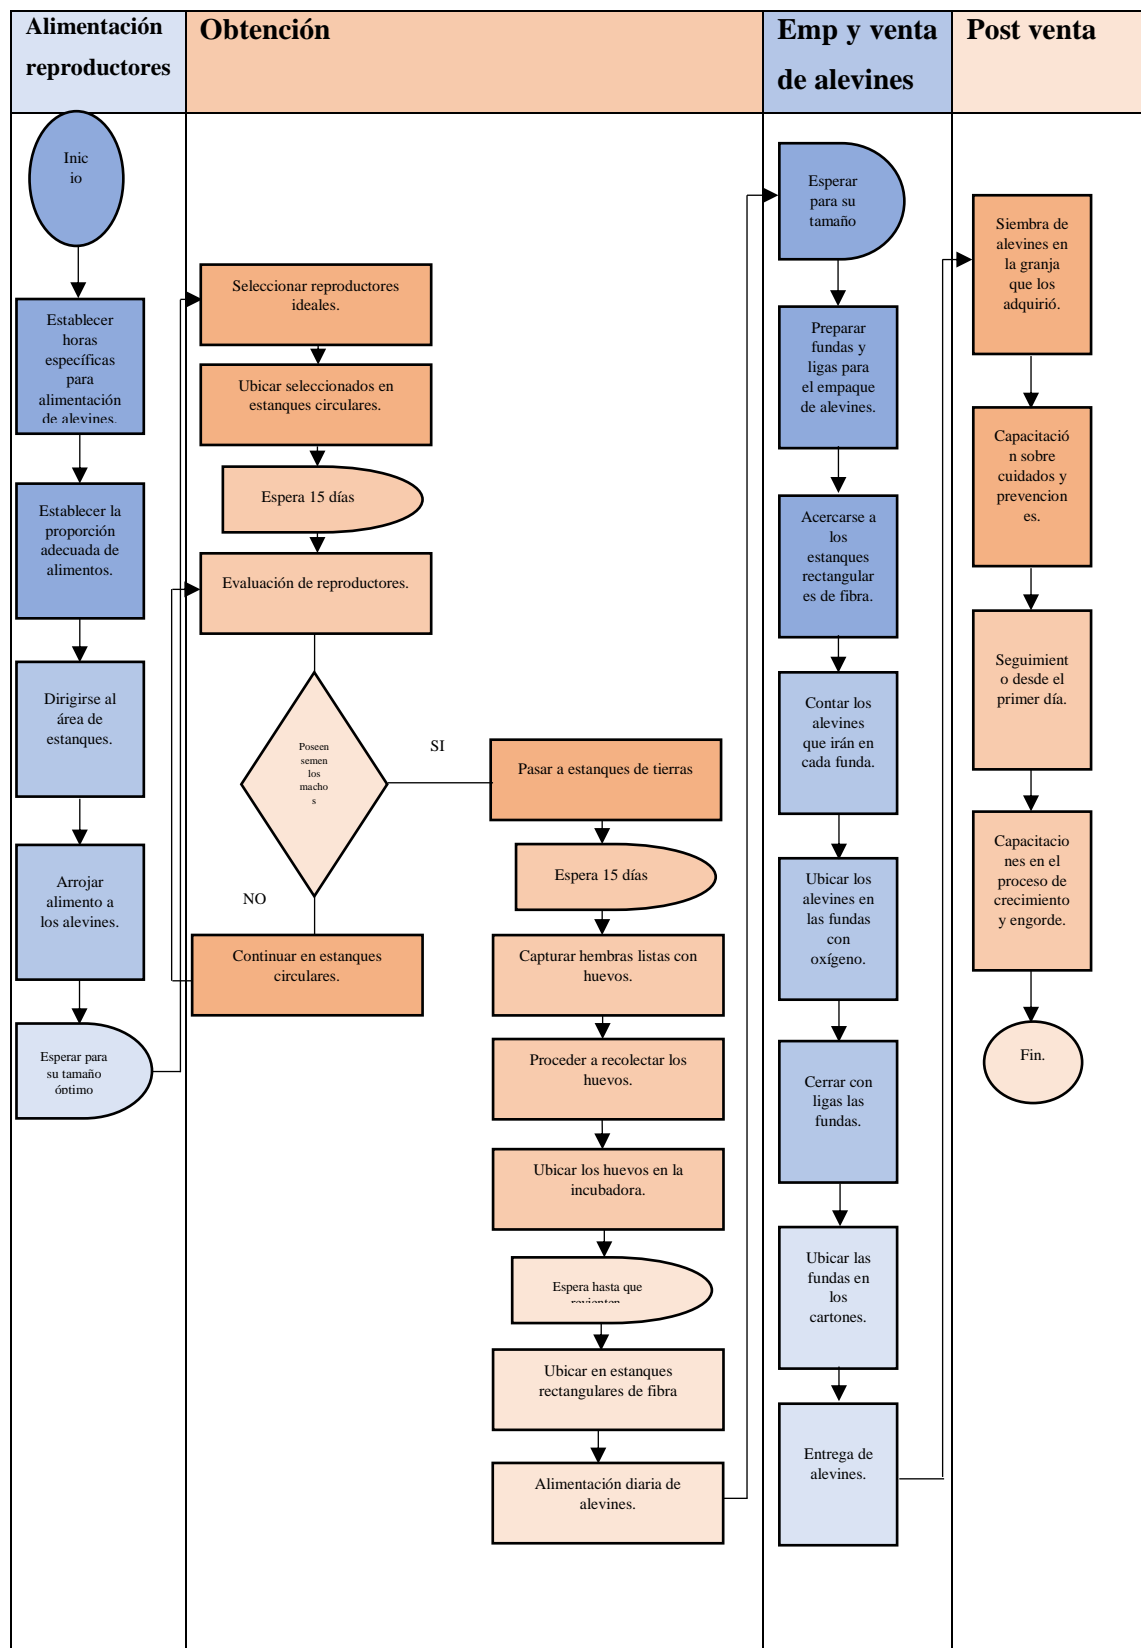 Alimentación
reproductores
Obtención
Emp y venta
de alevines
Post venta
Inic
io
Establecer
horas
específicas
para
alimentación
de alevines.
Establecer la
proporción
adecuada de
alimentos.
Dirigirse al
área de
estanques.
Arrojar
alimento a
los alevines.
Esperar para
su tamaño
óptimo
Seleccionar reproductores
ideales.
Ubicar seleccionados en
estanques circulares.
Espera 15 días
Evaluación de reproductores.
Poseen
semen
los
macho
s
SI
NO
Continuar en estanques
circulares.
Pasar a estanques de tierras
Espera 15 días
Capturar hembras listas con
huevos.
Proceder a recolectar los
huevos.
Ubicar los huevos en la
incubadora.
Espera hasta que
revienten
Ubicar en estanques
rectangulares de fibra
Alimentación diaria de
alevines.
Esperar
para su
tamaño
Preparar
fundas y
ligas para
el empaque
de alevines.
Acercarse a
los
estanques
rectangular
es de fibra.
Contar los
alevines
que irán en
cada funda.
Ubicar los
alevines en
las fundas
con
oxígeno.
Cerrar con
ligas las
fundas.
Ubicar las
fundas en
los
cartones.
Entrega de
alevines.
Siembra de
alevines en
la granja
que los
adquirió.
Capacitació
n sobre
cuidados y
prevencion
es.
Seguimient
o desde el
primer día.
Capacitacio
nes en el
proceso de
crecimiento
y engorde.
Fin.